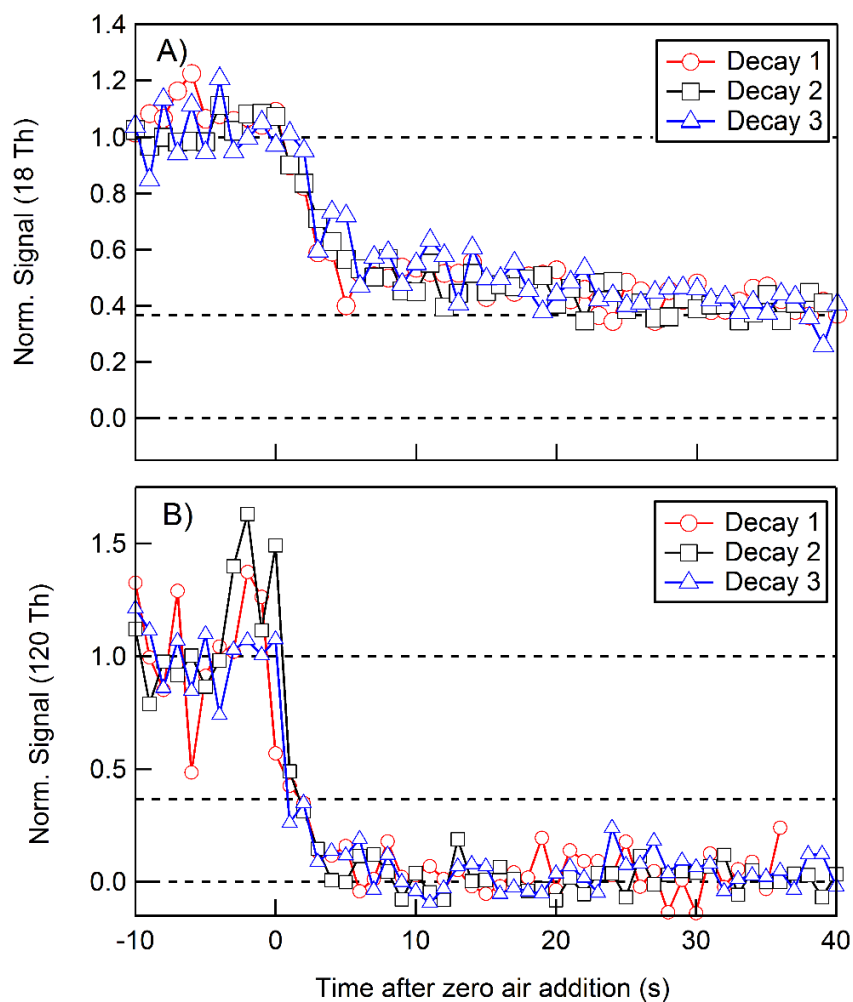 A)
Decay 1
Decay 2
Decay 3
1.4
1.2
1.0
0.8
0.6
0.4
0.2
0.0
Norm. Signal (18 Th)
B)
Decay 1
Decay 2
Decay 3
1.5
1.0
0.5
0.0
Norm. Signal (120 Th)
-10 0 10 20 30 40
Time after zero air addition (s)